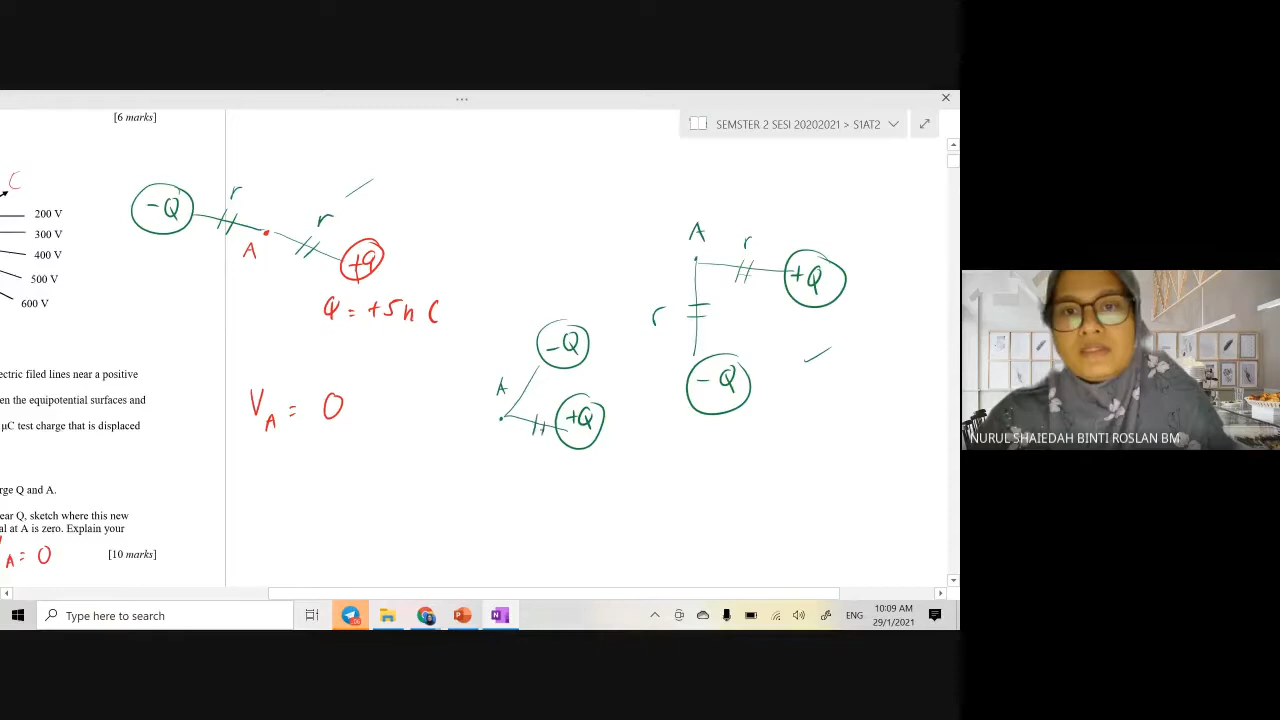 SEMSTER 2 SESI 20202021 > S1AT2
[6 marks]
C
200 V
300 V
400 V
500 V
600 V
-Q
r
A
r
+Q
Q = +5nC
V_A = 0
A
-Q
+Q
A
r
+Q
r
-Q
ectric filed lines near a positive
en the equipotential surfaces and
μC test charge that is displaced
rge Q and A.
ear Q, sketch where this new
al at A is zero. Explain your
A = 0
[10 marks]
NURUL SHAIEDAH BINTI ROSLAN BM
Type here to search
ENG
10:09 AM
29/1/2021